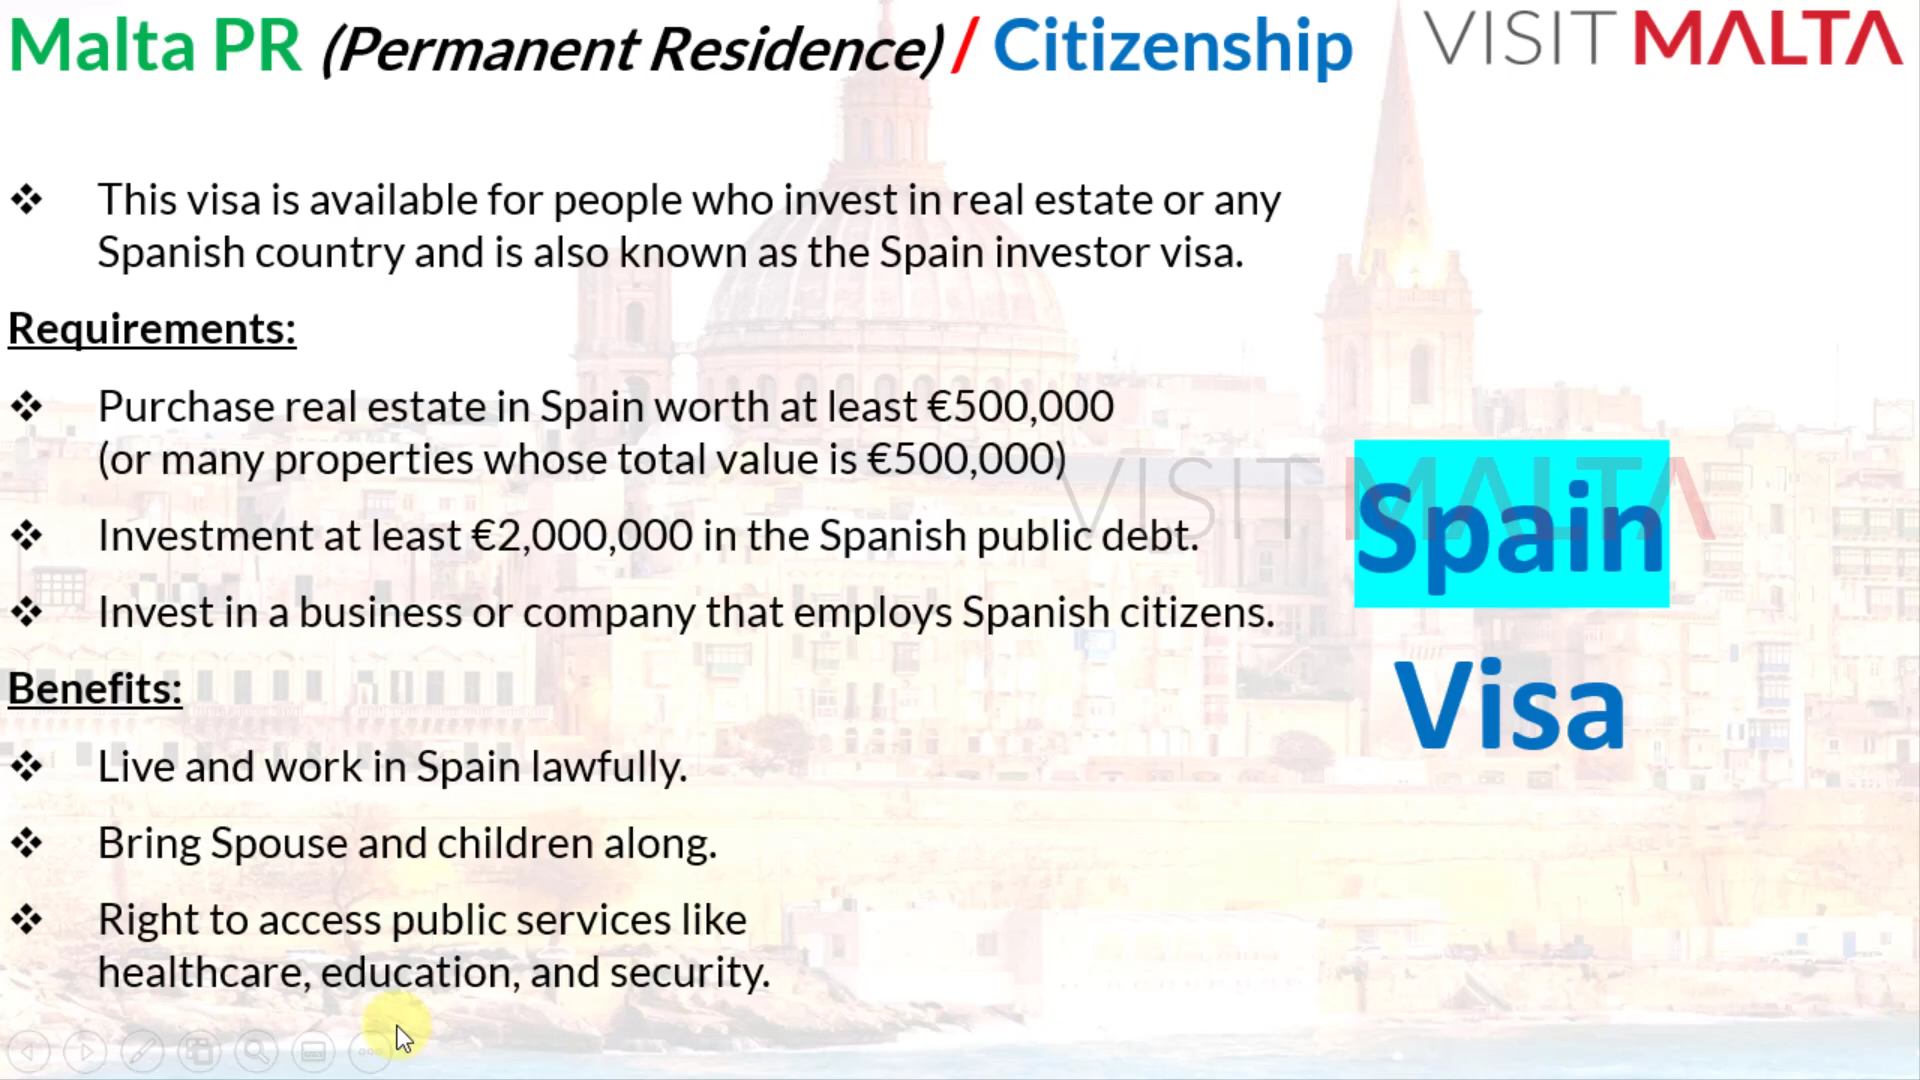 Malta PR (Permanent Residence) / Citizenship
VISIT MALTA
❖ This visa is available for people who invest in real estate or any
Spanish country and is also known as the Spain investor visa.
Requirements:
❖ Purchase real estate in Spain worth at least €500,000
(or many properties whose total value is €500,000)
❖ Investment at least €2,000,000 in the Spanish public debt.
❖ Invest in a business or company that employs Spanish citizens.
Benefits:
❖ Live and work in Spain lawfully.
❖ Bring Spouse and children along.
❖ Right to access public services like
healthcare, education, and security.
VISIT MALTA
Spain
Visa